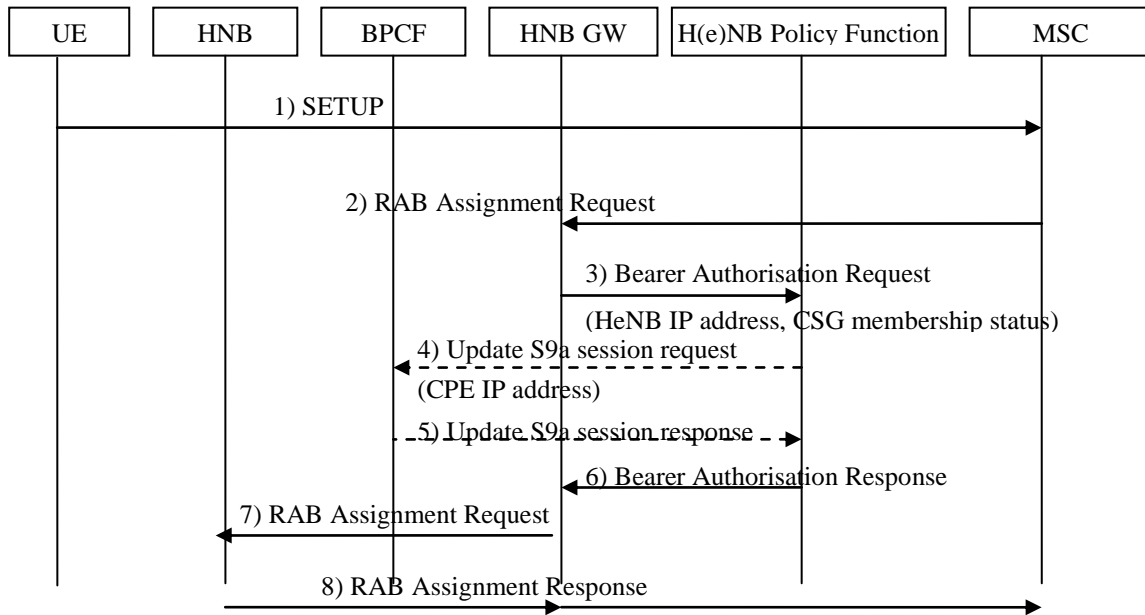 UE
HNB
BPCF
HNB GW
H(e)NB Policy Function
MSC
1) SETUP
2) RAB Assignment Request
3) Bearer Authorisation Request
(HeNB IP address, CSG membership status)
4) Update S9a session request
(CPE IP address)
5) Update S9a session response
6) Bearer Authorisation Response
7) RAB Assignment Request
8) RAB Assignment Response